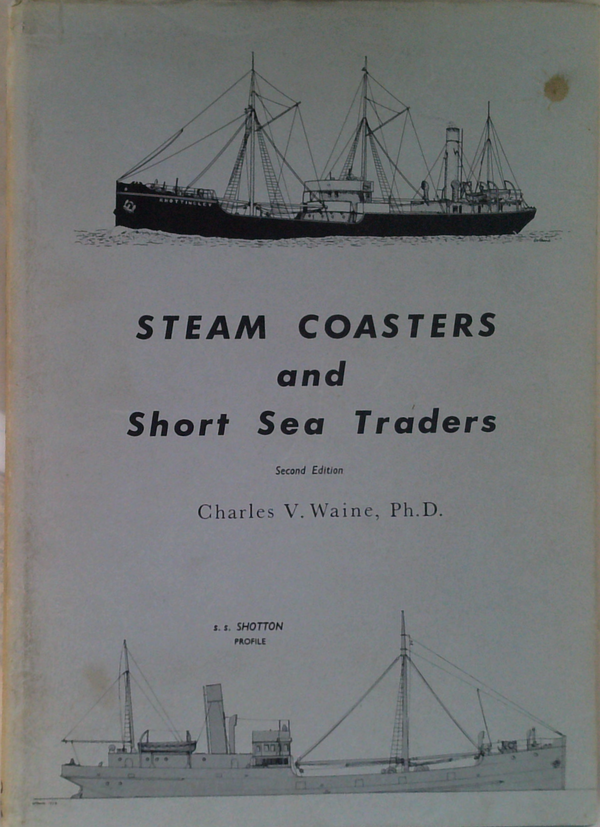 STEAM COASTERS
and
Short Sea Traders
Second Edition
Charles V. Waine, Ph.D.
s. s. SHOTTON
PROFILE